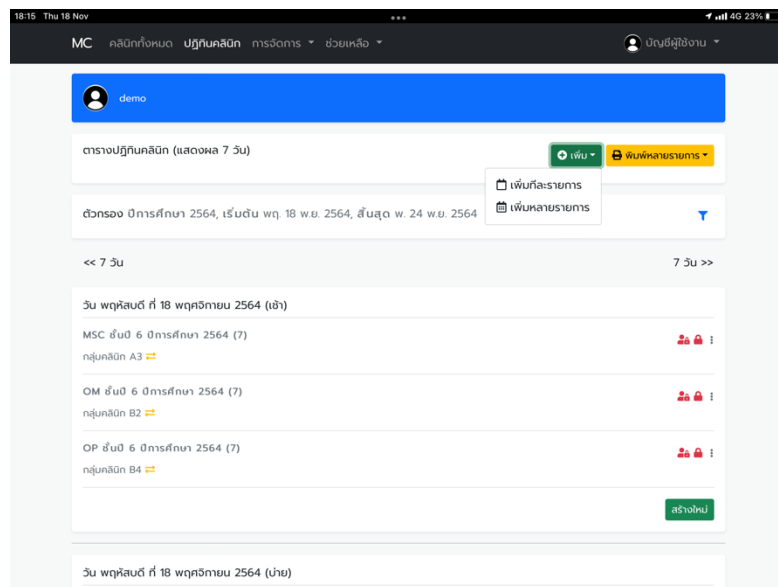 18:15 Thu 18 Nov
4G 23%
MC คลินิกทั้งหมด ปฏิทินคลินิก การจัดการ ช่วยเหลือ บัญชีผู้ใช้งาน
demo
ตารางปฏิทินคลินิก (แสดงผล 7 วัน)
เพิ่ม พิมพ์หลายรายการ
เพิ่มทีละรายการ
เพิ่มหลายรายการ
ตัวกรอง ปีการศึกษา 2564, เริ่มต้น พฤ. 18 พ.ย. 2564, สิ้นสุด พ. 24 พ.ย. 2564
<< 7 วัน 7 วัน >>
วัน พฤหัสบดี ที่ 18 พฤศจิกายน 2564 (เช้า)
MSC ชั้นปี 6 ปีการศึกษา 2564 (7)
กลุ่มคลินิก A3
OM ชั้นปี 6 ปีการศึกษา 2564 (7)
กลุ่มคลินิก B2
OP ชั้นปี 6 ปีการศึกษา 2564 (7)
กลุ่มคลินิก B4
สร้างใหม่
วัน พฤหัสบดี ที่ 18 พฤศจิกายน 2564 (บ่าย)